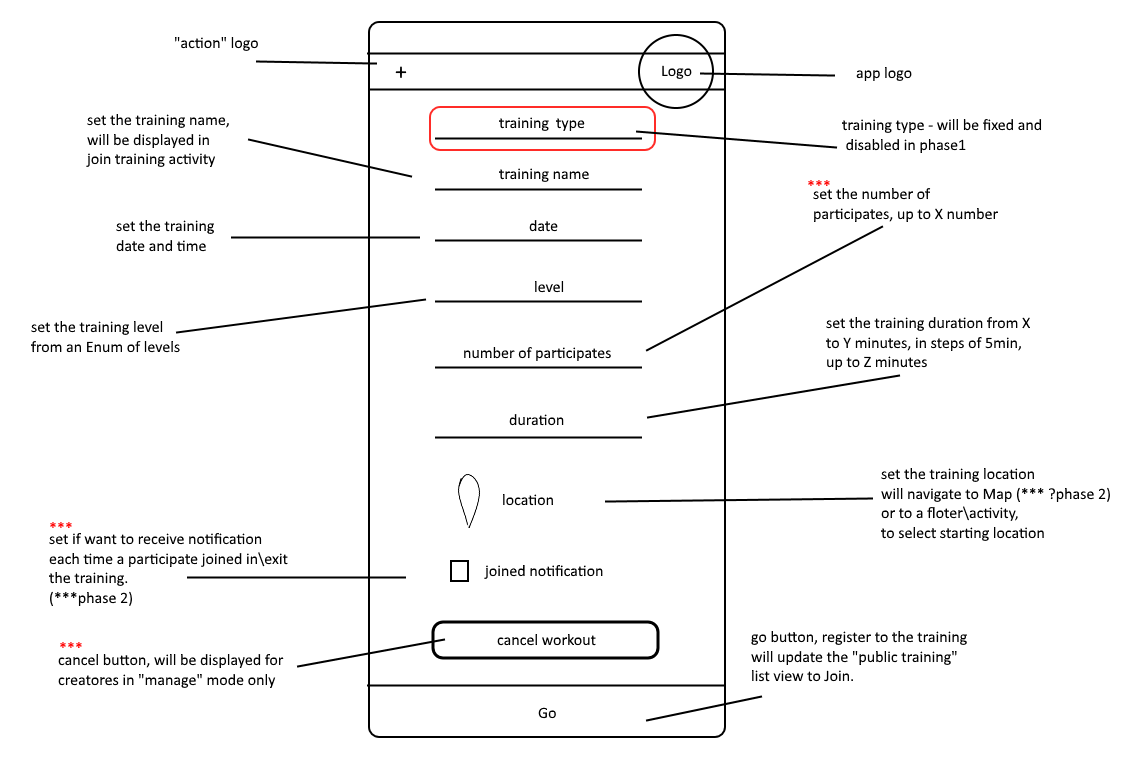 "action" logo
+
Logo
app logo
set the training name,
will be displayed in
join training activity
training type
training type - will be fixed and
disabled in phase1
training name
***
set the number of
participates, up to X number
set the training
date and time
date
level
set the training level
from an Enum of levels
number of participates
set the training duration from X
to Y minutes, in steps of 5min,
up to Z minutes
duration
location
set the training location
will navigate to Map (*** ?phase 2)
or to a floter\activity,
to select starting location
***
set if want to receive notification
each time a participate joined in\exit
the training.
(***phase 2)
joined notification
***
cancel button, will be displayed for
creatores in "manage" mode only
cancel workout
go button, register to the training
will update the "public training"
list view to Join.
Go